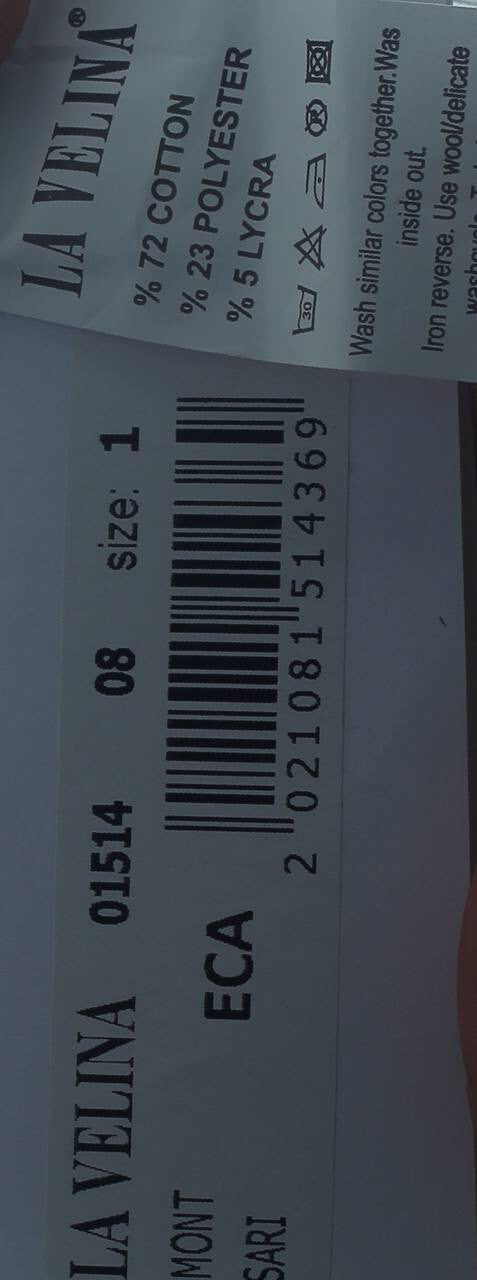 LA VELINA®
% 72 COTTON
% 23 POLYESTER
% 5 LYCRA
30
P
Wash similar colors together.Was
inside out.
Iron reverse. Use wool/delicate
LA VELINA 01514 08 size: 1
MONT ECA
SARI
2 021081 514369